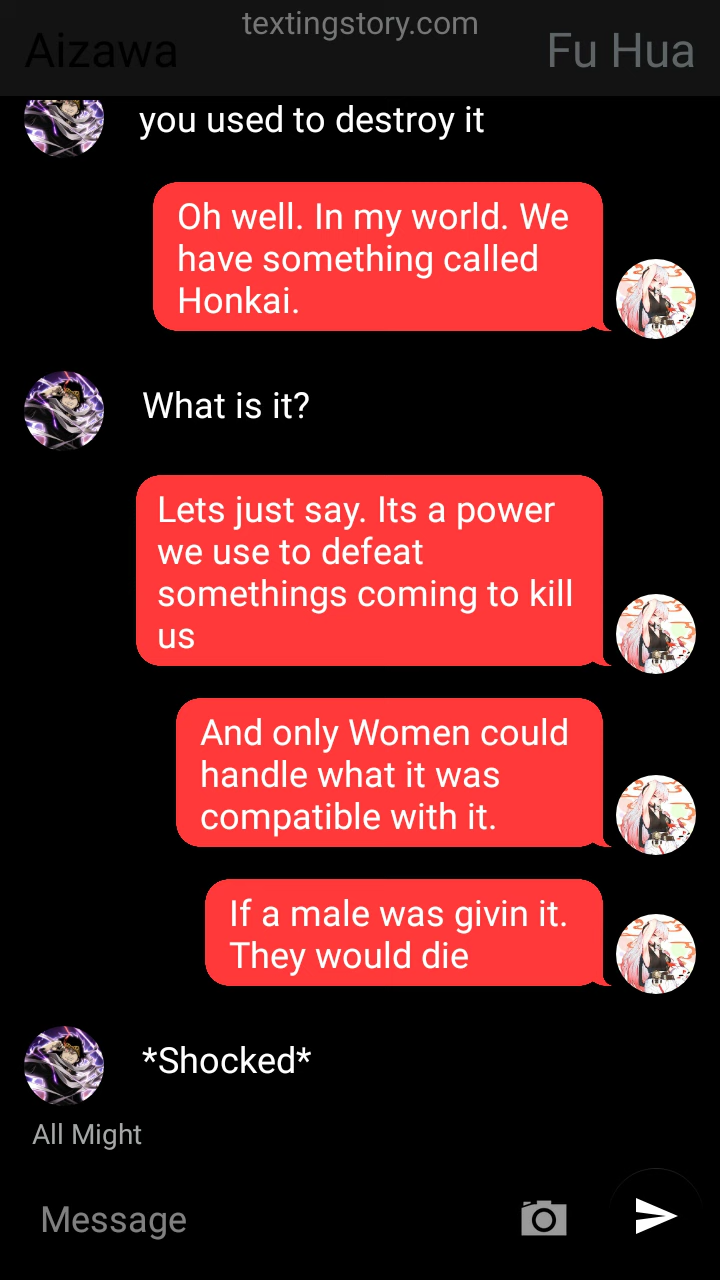 textingstory.com
Aizawa
Fu Hua
you used to destroy it
Oh well. In my world. We
have something called
Honkai.
What is it?
Lets just say. Its a power
we use to defeat
somethings coming to kill
us
And only Women could
handle what it was
compatible with it.
If a male was givin it.
They would die
*Shocked*
All Might
Message